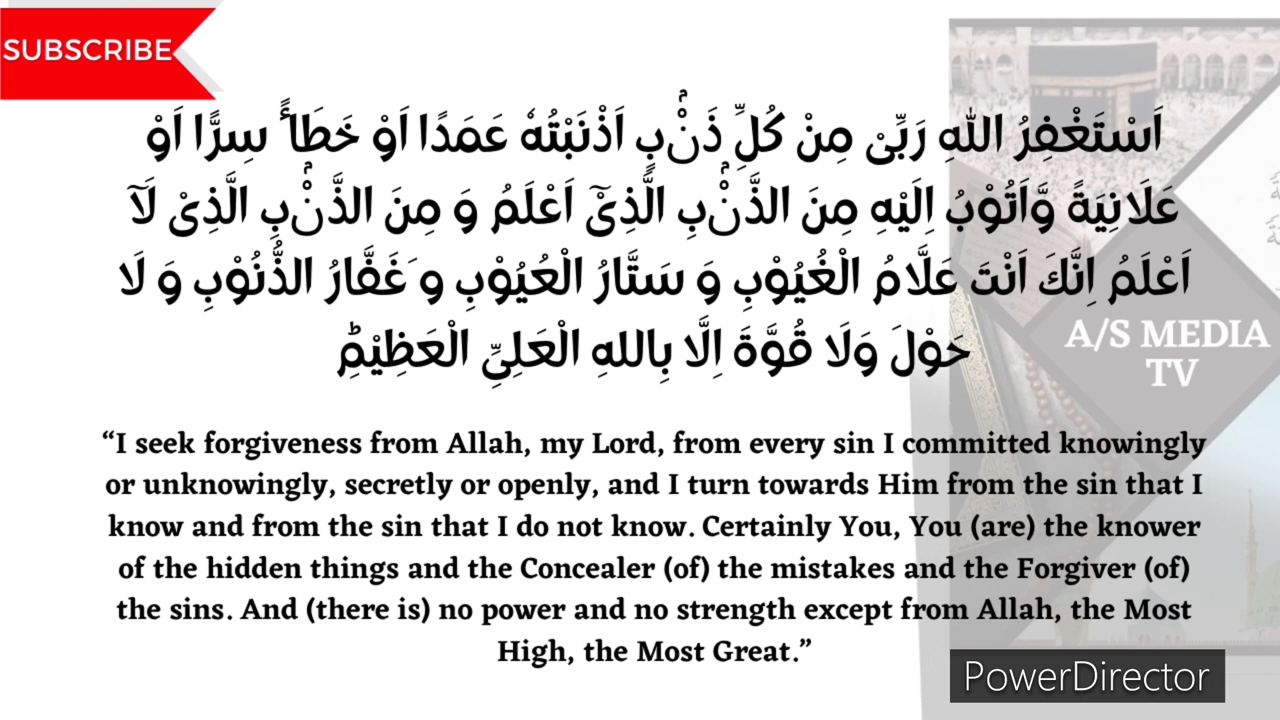 SUBSCRIBE
اَسْتَغْفِرُ اللهِ رَبِّىْ مِنْ كُلِّ ذَنْۢبٍ اَذْنَبْتُهٗ عَمَدًا اَوْ خَطَاً سِرًّا اَوْ
عَلَانِيَةً وَّاَتُوْبُ اِلَيْهِ مِنَ الذَّنْۢبِ الَّذِىْٓ اَعْلَمُ وَ مِنَ الذَّنْۢبِ الَّذِىْ لَآ
اَعْلَمُ اِنَّكَ اَنْتَ عَلَّامُ الْغُيُوْبِ وَ سَتَّارُ الْعُيُوْبِ وَ غَفَّارُ الذُّنُوْبِ وَ لَا
حَوْلَ وَلَا قُوَّةَ اِلَّا بِاللهِ الْعَلِىِّ الْعَظِيْمِؕ
A/S MEDIA
TV
“I seek forgiveness from Allah, my Lord, from every sin I committed knowingly
or unknowingly, secretly or openly, and I turn towards Him from the sin that I
know and from the sin that I do not know. Certainly You, You (are) the knower
of the hidden things and the Concealer (of) the mistakes and the Forgiver (of)
the sins. And (there is) no power and no strength except from Allah, the Most
High, the Most Great.”
PowerDirector